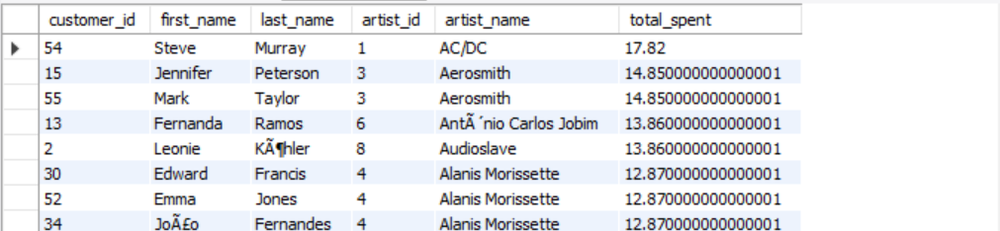 customer_id first_name last_name artist_id artist_name total_spent
54 Steve Murray 1 AC/DC 17.82
15 Jennifer Peterson 3 Aerosmith 14.850000000000001
55 Mark Taylor 3 Aerosmith 14.850000000000001
13 Fernanda Ramos 6 AntÃ´nio Carlos Jobim 13.860000000000001
2 Leonie KÃ¶hler 8 Audioslave 13.860000000000001
30 Edward Francis 4 Alanis Morissette 12.870000000000001
52 Emma Jones 4 Alanis Morissette 12.870000000000001
34 JoÃ£o Fernandes 4 Alanis Morissette 12.870000000000001